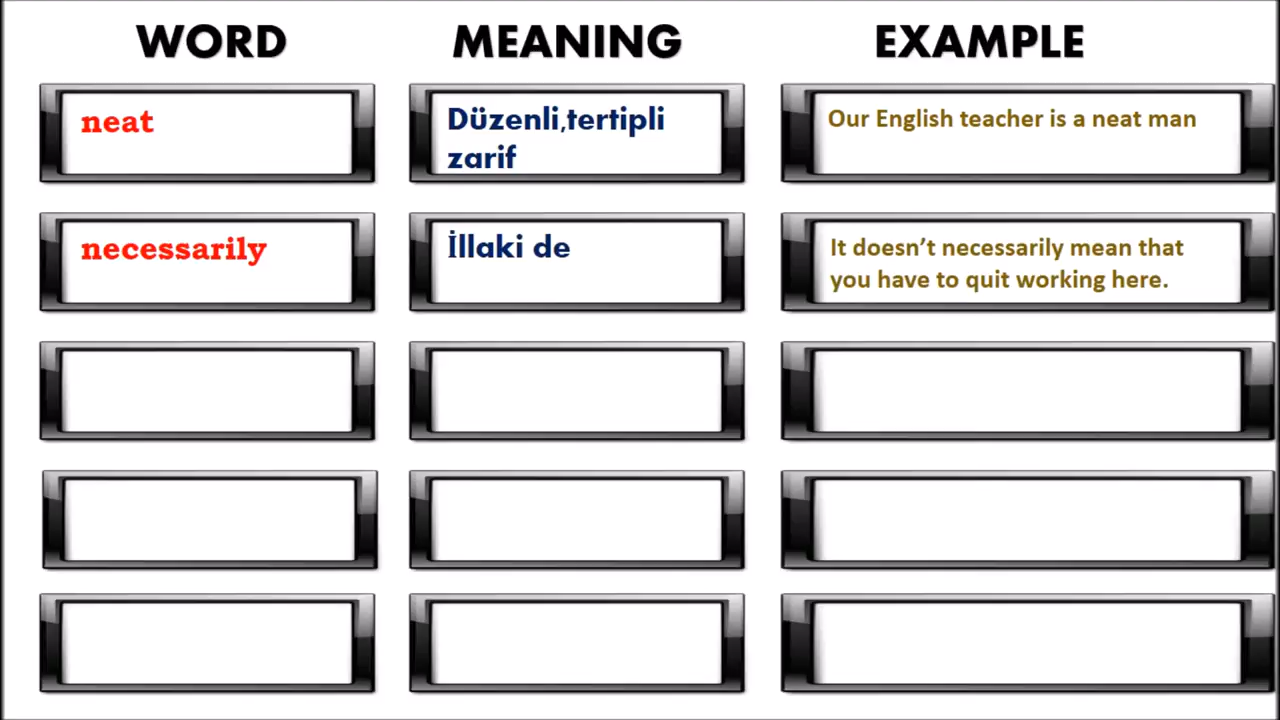 WORD MEANING EXAMPLE
neat
Düzenli,tertipli
zarif
Our English teacher is a neat man
necessarily
İllaki de
It doesn’t necessarily mean that
you have to quit working here.